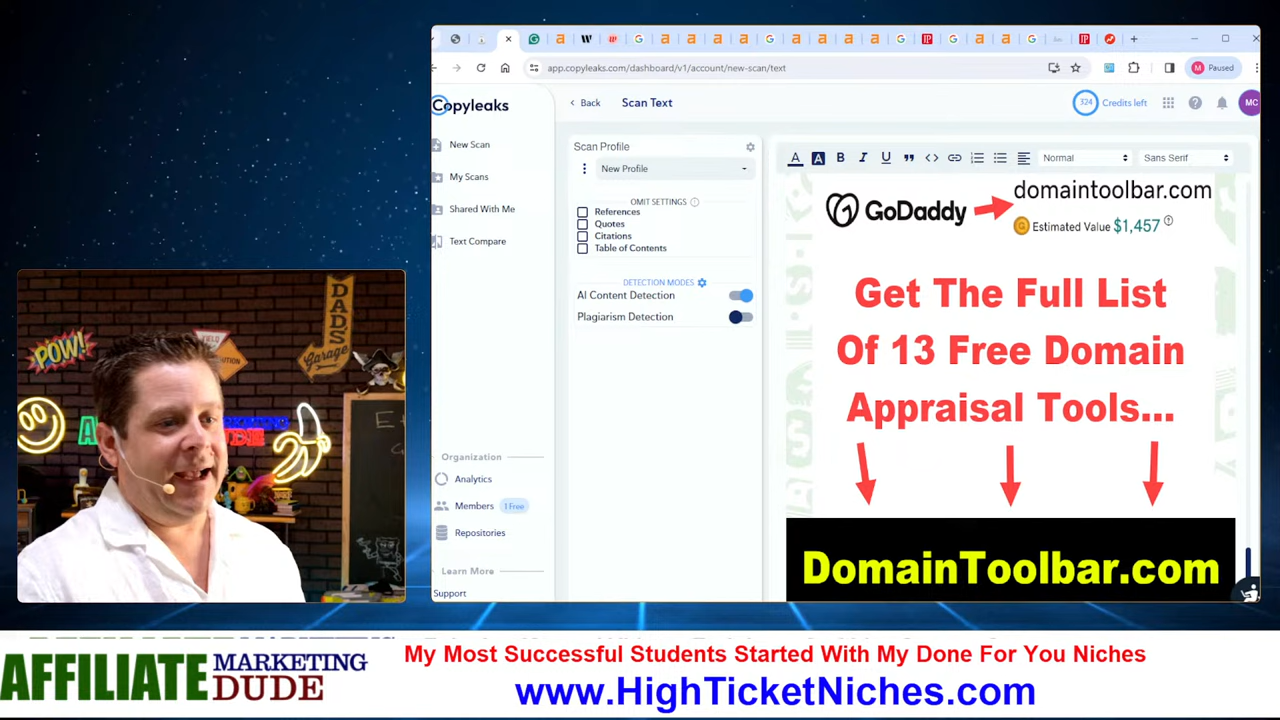 app.copyleaks.com/dashboard/v1/account/new-scan/text
Paused
Copyleaks
Back
Scan Text
324
Credits left
MC
New Scan
My Scans
Shared With Me
Text Compare
Organization
Analytics
Members 1 Free
Repositories
Learn More
Support
Scan Profile
New Profile
OMIT SETTINGS
References
Quotes
Citations
Table of Contents
DETECTION MODES
AI Content Detection
Plagiarism Detection
Normal
Sans Serif
GoDaddy
domaintoolbar.com
Estimated Value $1,457
Get The Full List
Of 13 Free Domain
Appraisal Tools...
DomainToolbar.com
POW!
DADS
Garage
DUDE
AFFILIATE MARKETING DUDE
My Most Successful Students Started With My Done For You Niches
www.HighTicketNiches.com